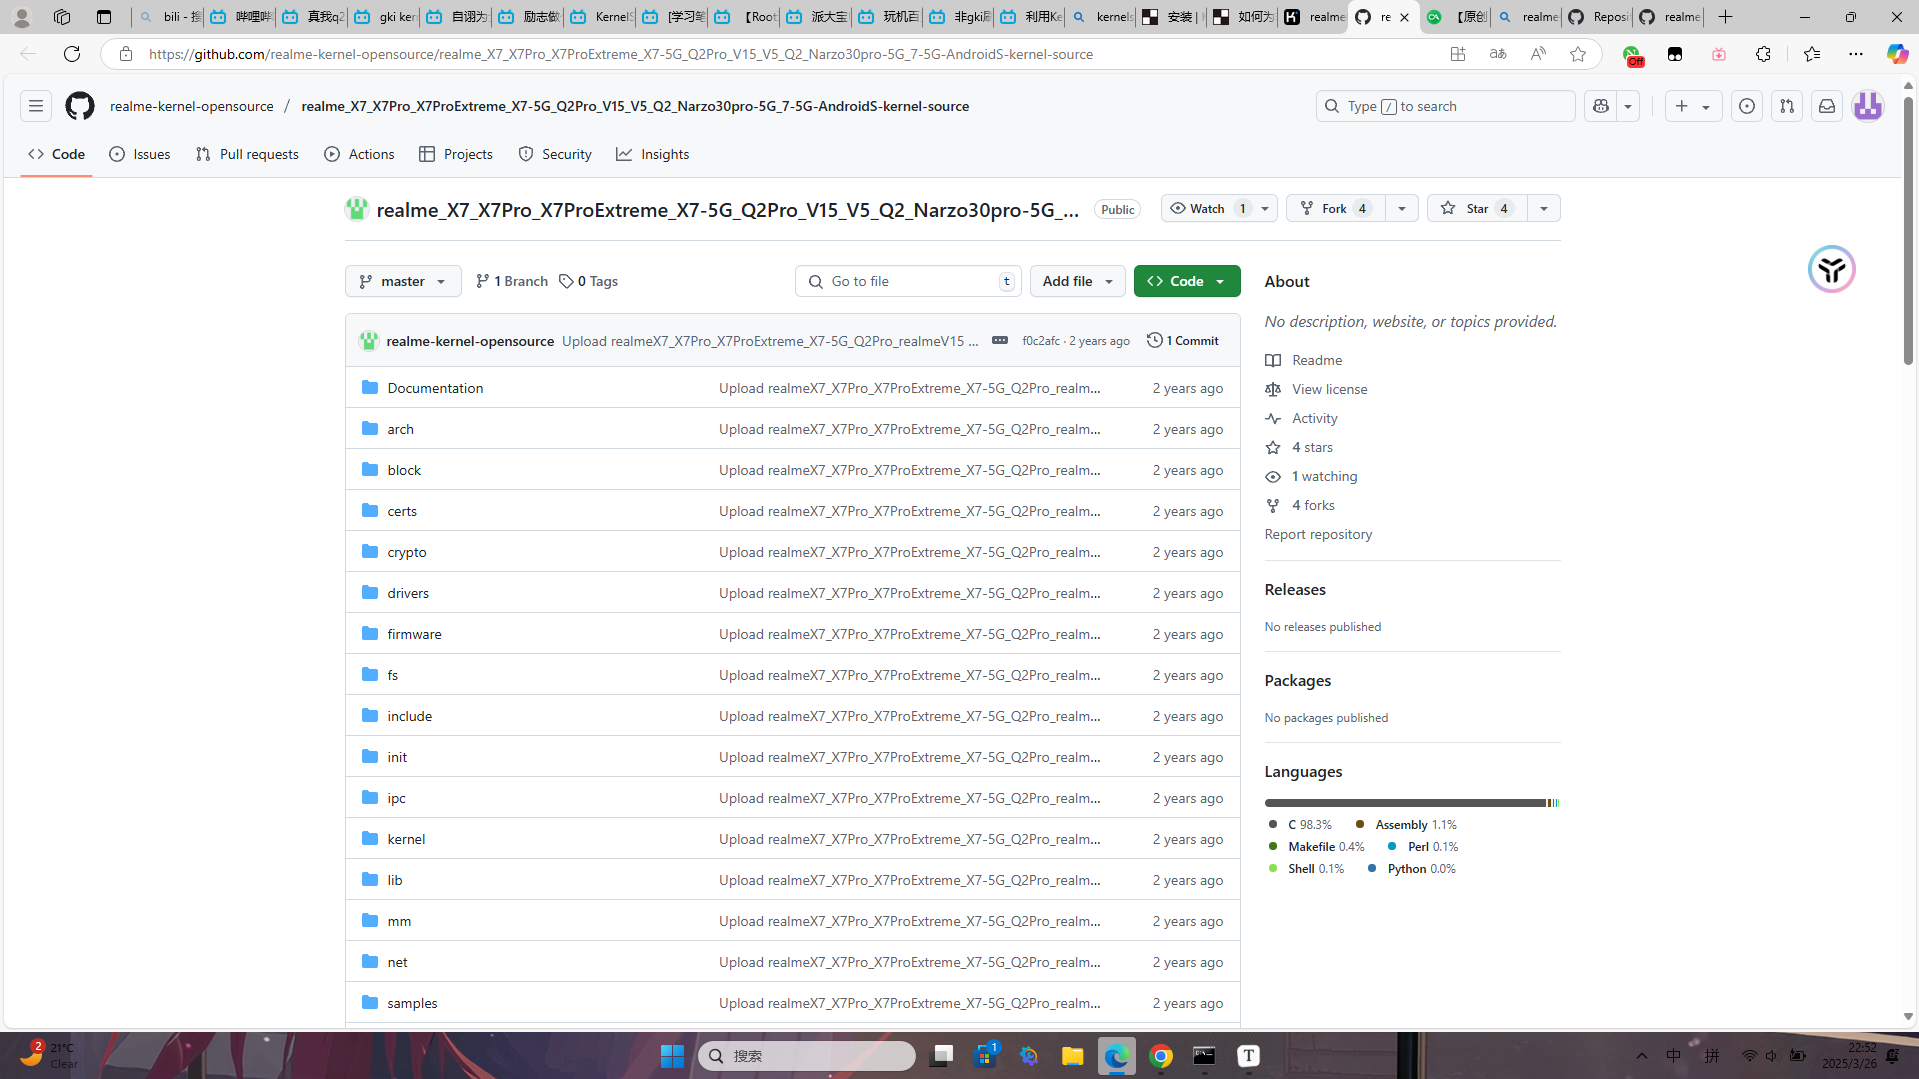 bili - 搜
哔哩哔
真我q2
gki ker
自诩为
励志做
KernelS
[学习笔
【Root
派大宝
玩机百
非gki
利用Ke
kernels
安装 |
如何为
realme
re
【原创
realme
Reposit
realme
https://github.com/realme-kernel-opensource/realme_X7_X7Pro_X7ProExtreme_X7-5G_Q2Pro_V15_V5_Q2_Narzo30pro-5G_7-5G-AndroidS-kernel-source
Off
realme-kernel-opensource / realme_X7_X7Pro_X7ProExtreme_X7-5G_Q2Pro_V15_V5_Q2_Narzo30pro-5G_7-5G-AndroidS-kernel-source
Type / to search
Code Issues Pull requests Actions Projects Security Insights
realme_X7_X7Pro_X7ProExtreme_X7-5G_Q2Pro_V15_V5_Q2_Narzo30pro-5G_... Public
Watch 1
Fork 4
Star 4
master
1 Branch
0 Tags
Go to file t
Add file
Code
realme-kernel-opensource Upload realmeX7_X7Pro_X7ProExtreme_X7-5G_Q2Pro_realmeV15 ... f0c2afc · 2 years ago 1 Commit
Documentation Upload realmeX7_X7Pro_X7ProExtreme_X7-5G_Q2Pro_realm... 2 years ago
arch Upload realmeX7_X7Pro_X7ProExtreme_X7-5G_Q2Pro_realm... 2 years ago
block Upload realmeX7_X7Pro_X7ProExtreme_X7-5G_Q2Pro_realm... 2 years ago
certs Upload realmeX7_X7Pro_X7ProExtreme_X7-5G_Q2Pro_realm... 2 years ago
crypto Upload realmeX7_X7Pro_X7ProExtreme_X7-5G_Q2Pro_realm... 2 years ago
drivers Upload realmeX7_X7Pro_X7ProExtreme_X7-5G_Q2Pro_realm... 2 years ago
firmware Upload realmeX7_X7Pro_X7ProExtreme_X7-5G_Q2Pro_realm... 2 years ago
fs Upload realmeX7_X7Pro_X7ProExtreme_X7-5G_Q2Pro_realm... 2 years ago
include Upload realmeX7_X7Pro_X7ProExtreme_X7-5G_Q2Pro_realm... 2 years ago
init Upload realmeX7_X7Pro_X7ProExtreme_X7-5G_Q2Pro_realm... 2 years ago
ipc Upload realmeX7_X7Pro_X7ProExtreme_X7-5G_Q2Pro_realm... 2 years ago
kernel Upload realmeX7_X7Pro_X7ProExtreme_X7-5G_Q2Pro_realm... 2 years ago
lib Upload realmeX7_X7Pro_X7ProExtreme_X7-5G_Q2Pro_realm... 2 years ago
mm Upload realmeX7_X7Pro_X7ProExtreme_X7-5G_Q2Pro_realm... 2 years ago
net Upload realmeX7_X7Pro_X7ProExtreme_X7-5G_Q2Pro_realm... 2 years ago
samples Upload realmeX7_X7Pro_X7ProExtreme_X7-5G_Q2Pro_realm... 2 years ago
About
No description, website, or topics provided.
Readme
View license
Activity
4 stars
1 watching
4 forks
Report repository
Releases
No releases published
Packages
No packages published
Languages
C 98.3% Assembly 1.1%
Makefile 0.4% Perl 0.1%
Shell 0.1% Python 0.0%
2
21°C
Clear
搜索
1
T
中
拼
22:52
2025/3/26